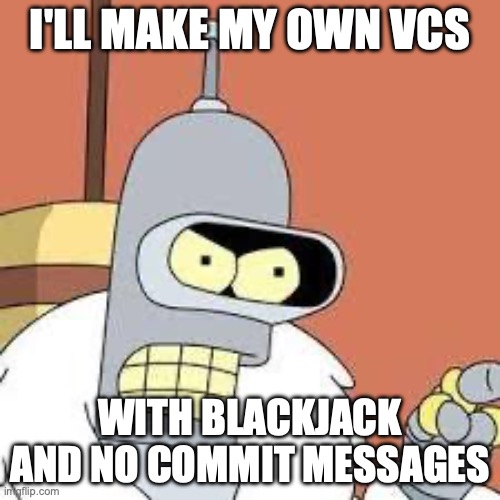 I'LL MAKE MY OWN VCS
WITH BLACKJACK
AND NO COMMIT MESSAGES
imgflip.com